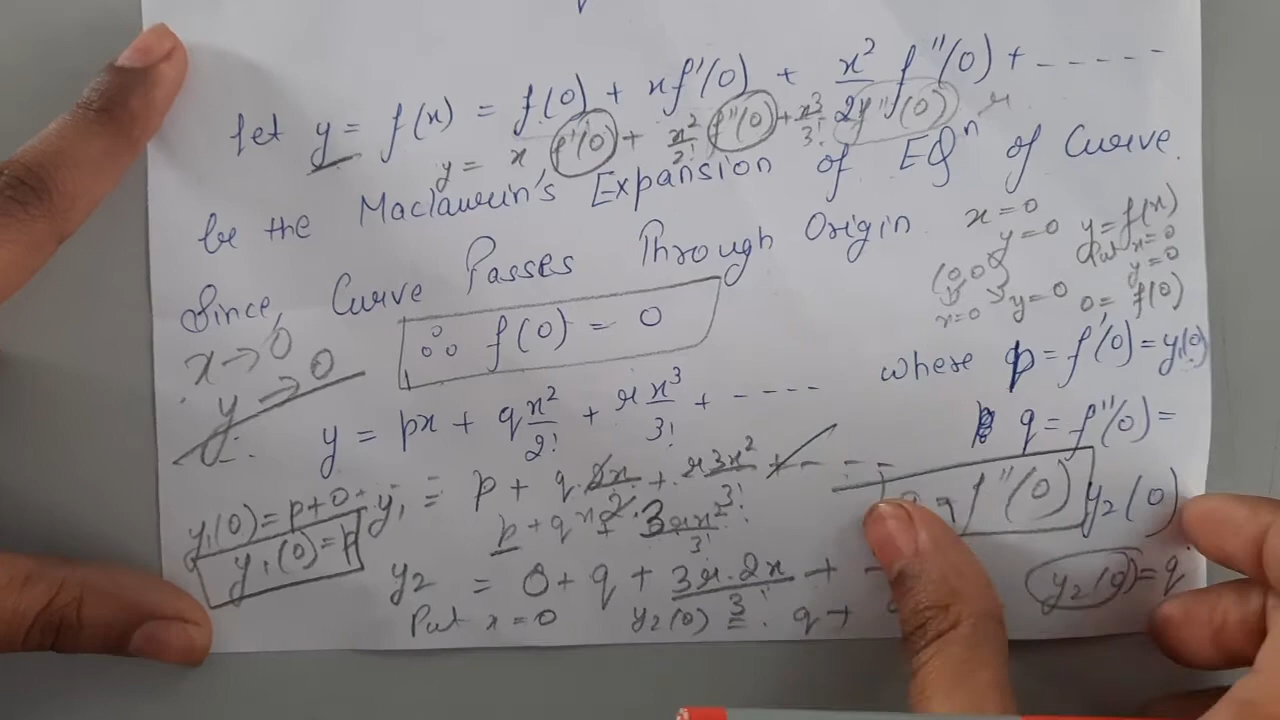 Let y = f(x) = f(0) + xf'(0) + x²/2 f''(0) + -----
y = x f'(0) + x²/2! f''(0) + x³/3!
be the Maclaurin's Expansion of EQⁿ of Curve.
Since, Curve Passes Through Origin
x=0
y=0
(0,0)
x=0 y=0
y=f(x)
Put x=0
y=0
0= f(0)
x→0
y→0
∴ f(0) = 0
where p = f'(0) = y₁(0)
y = px + q x²/2! + r x³/3! + ----
q = f''(0) =
y₂(0)
y₁ = p + q 2x/2! + r 3x²/3! + ----
y₁(0) = p+0
y₁(0) = p
p + q x + 3rx²/3!
f''(0)
y₂ = 0 + q + 3r.2x/3! + -
y₂(0) = q
Put x = 0 y₂(0) = q +